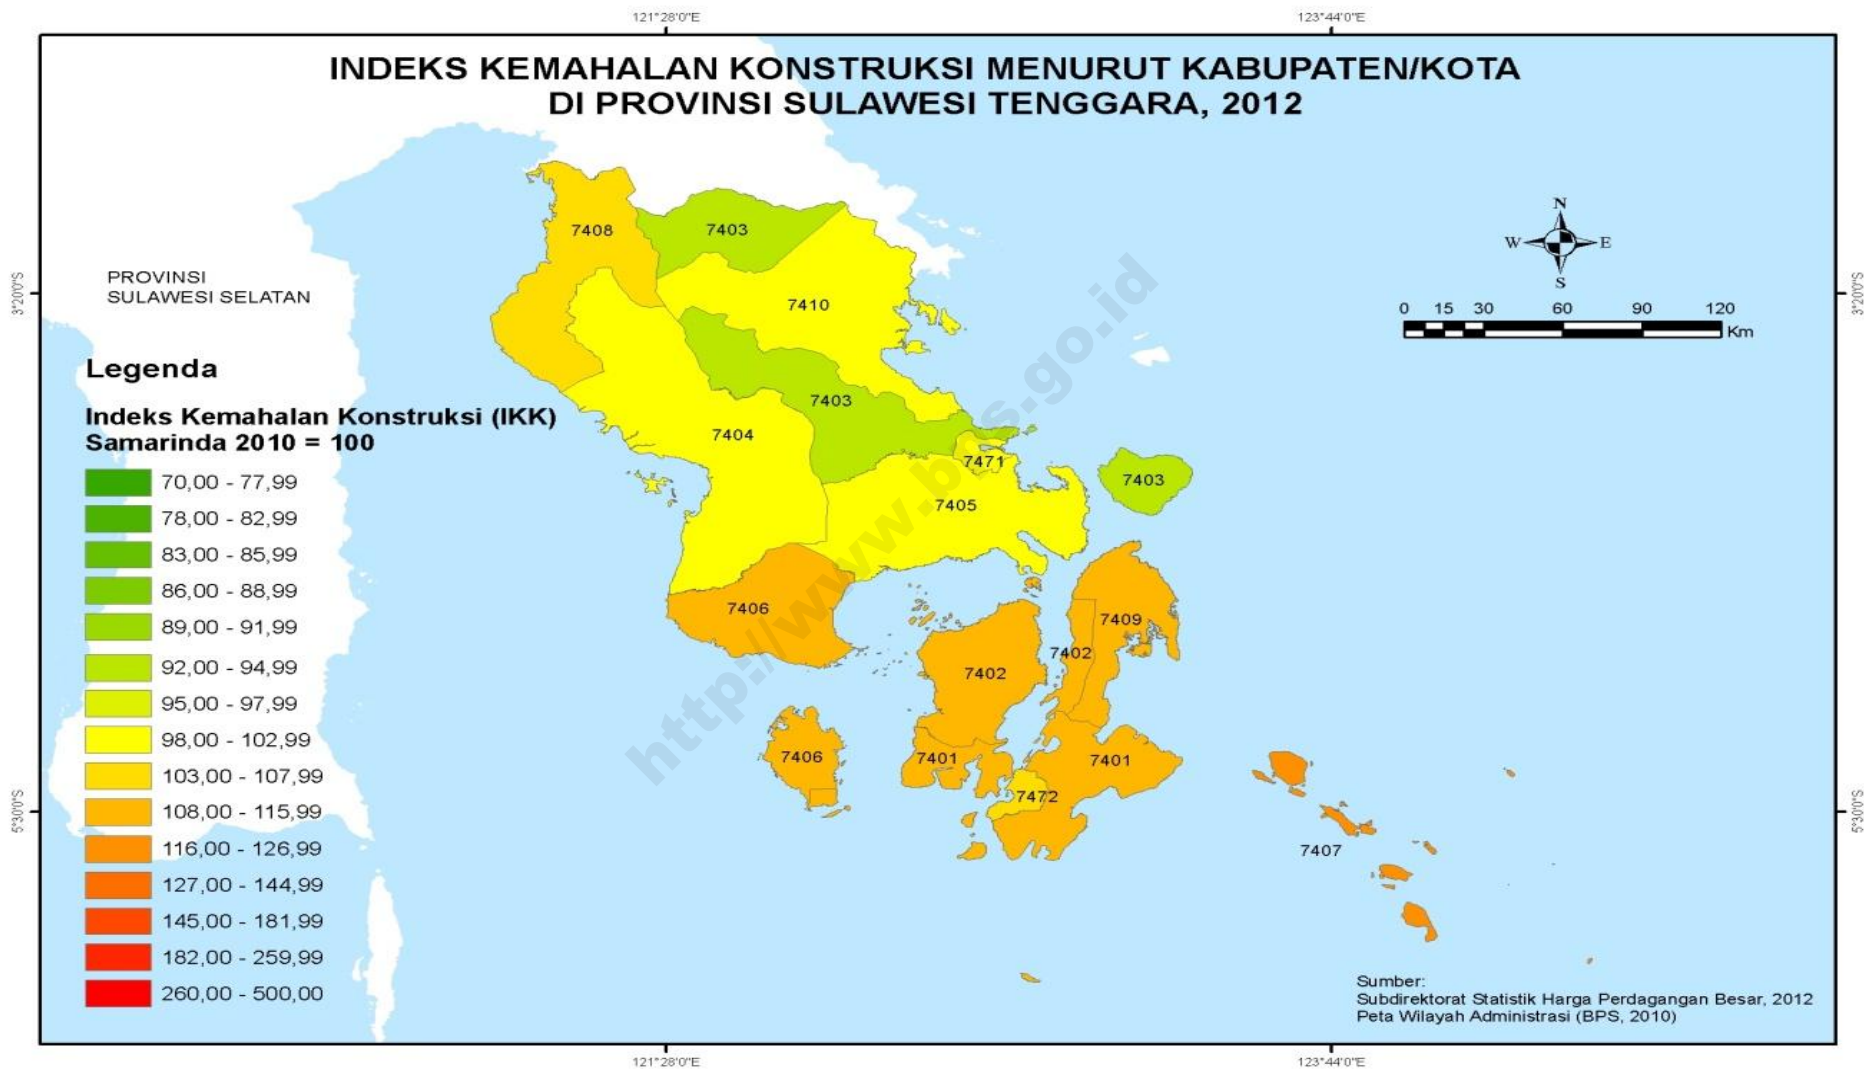 121°28'0"E
123°44'0"E
INDEKS KEMAHALAN KONSTRUKSI MENURUT KABUPATEN/KOTA
DI PROVINSI SULAWESI TENGGARA, 2012
N
W E
S
0 15 30 60 90 120
Km
3°20'0"S
3°20'0"S
PROVINSI
SULAWESI SELATAN
7408
7403
7410
7403
7404
7471
7403
7405
7406
7409
7402
7402
7406
7401
7401
7472
7407
Legenda
Indeks Kemahalan Konstruksi (IKK)
Samarinda 2010 = 100
70,00 - 77,99
78,00 - 82,99
83,00 - 85,99
86,00 - 88,99
89,00 - 91,99
92,00 - 94,99
95,00 - 97,99
98,00 - 102,99
103,00 - 107,99
108,00 - 115,99
116,00 - 126,99
127,00 - 144,99
145,00 - 181,99
182,00 - 259,99
260,00 - 500,00
5°30'0"S
5°30'0"S
http://www.bps.go.id
Sumber:
Subdirektorat Statistik Harga Perdagangan Besar, 2012
Peta Wilayah Administrasi (BPS, 2010)
121°28'0"E
123°44'0"E